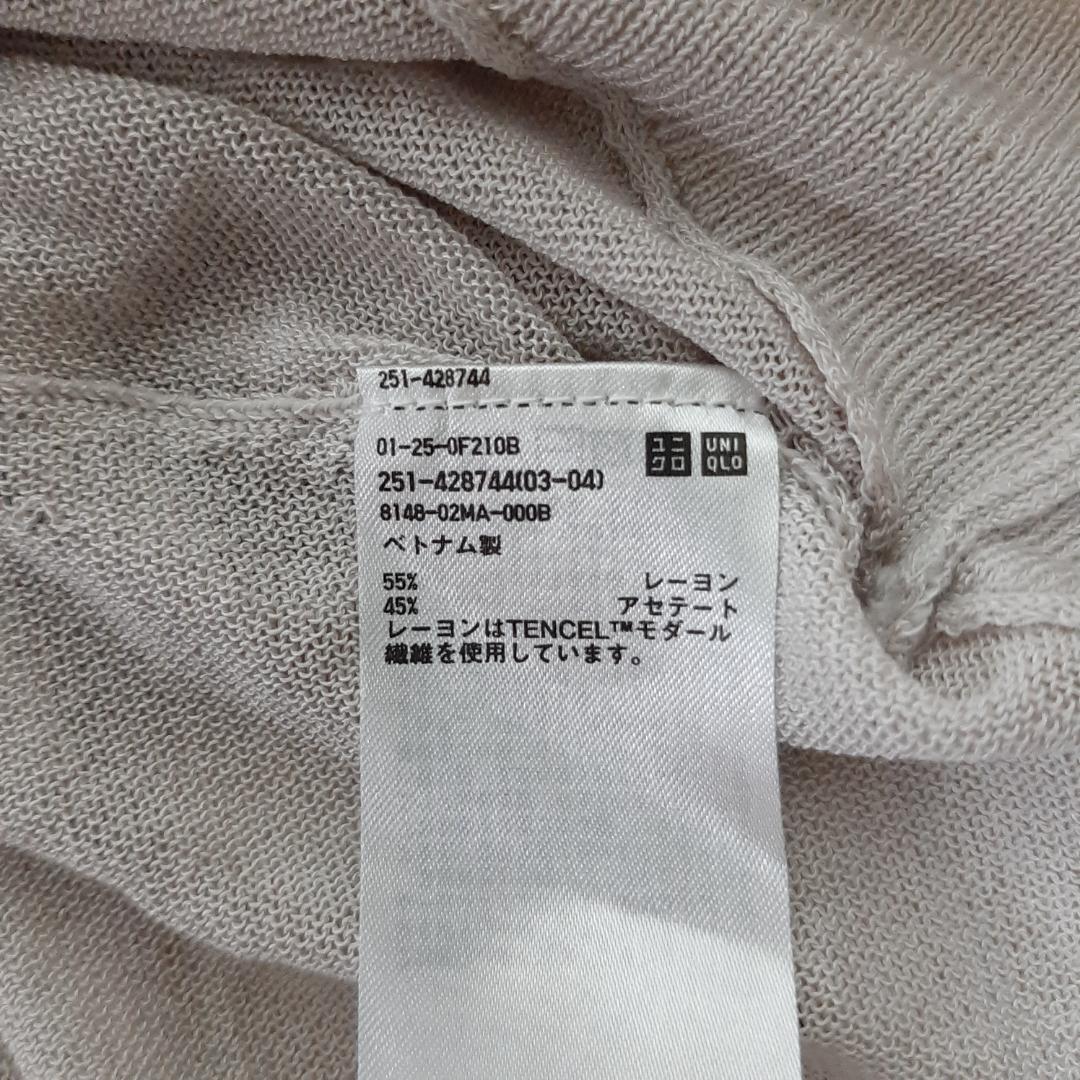 251-428744
01-25-0F210B
ユニクロ
UNIQLO
251-428744(03-04)
8148-02MA-000B
ベトナム製
55% レーヨン
45% アセテート
レーヨンはTENCEL™モダール
繊維を使用しています。